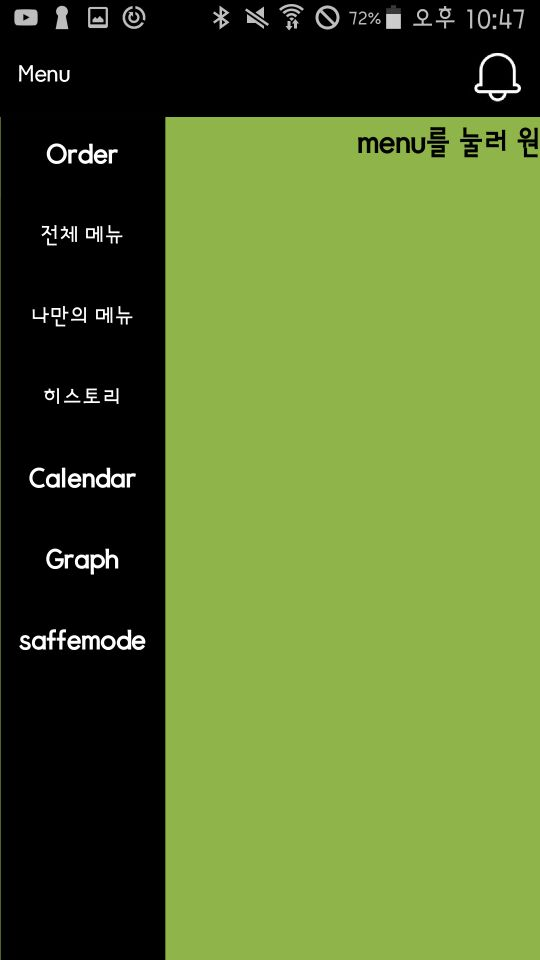 72% 오후 10:47
Menu
menu를 눌러 원
Order
전체 메뉴
나만의 메뉴
히스토리
Calendar
Graph
saffemode